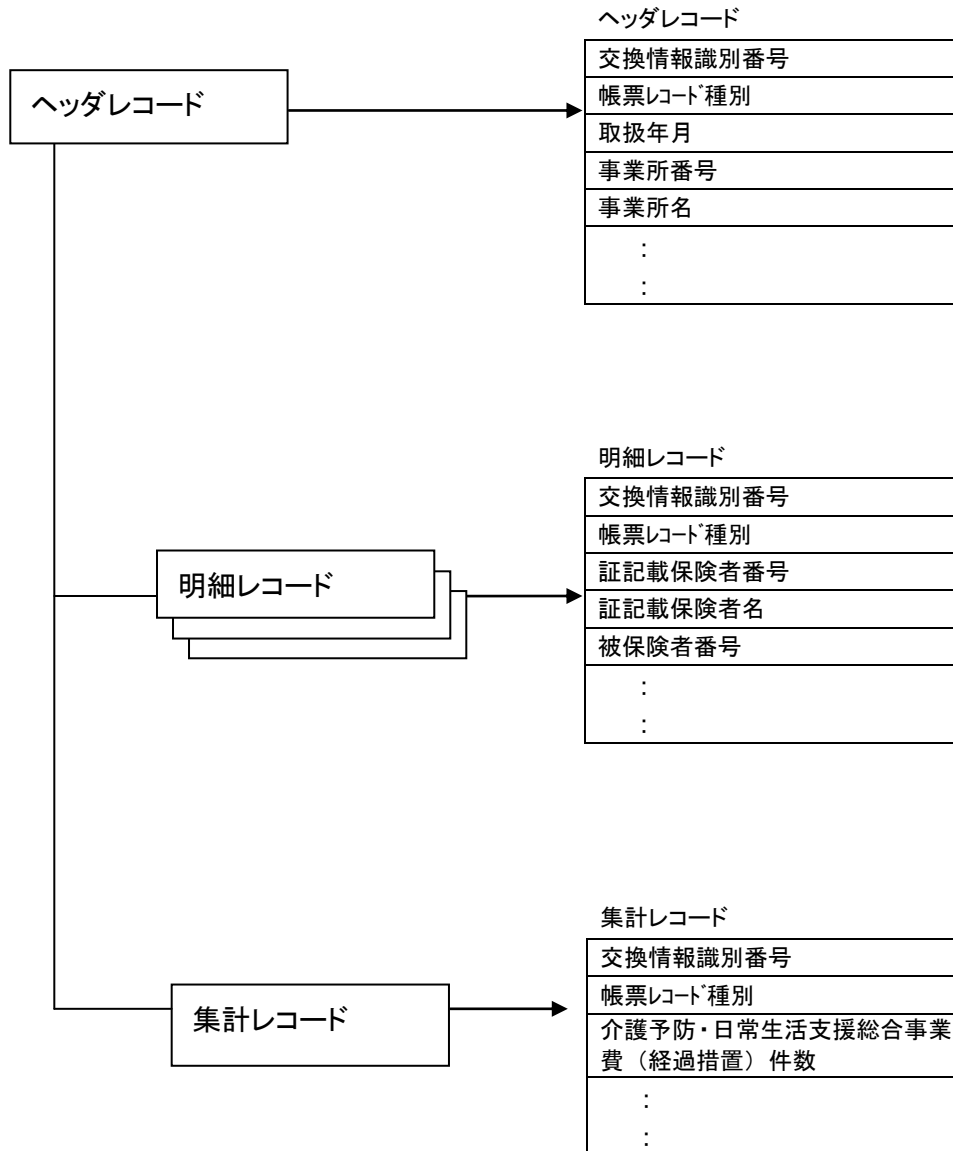 ヘッダレコード
ヘッダレコード
交換情報識別番号
帳票ﾚｺｰﾄﾞ種別
取扱年月
事業所番号
事業所名
:
:
明細レコード
明細レコード
交換情報識別番号
帳票ﾚｺｰﾄﾞ種別
証記載保険者番号
証記載保険者名
被保険者番号
:
:
集計レコード
集計レコード
交換情報識別番号
帳票ﾚｺｰﾄﾞ種別
介護予防・日常生活支援総合事業
費（経過措置）件数
:
: